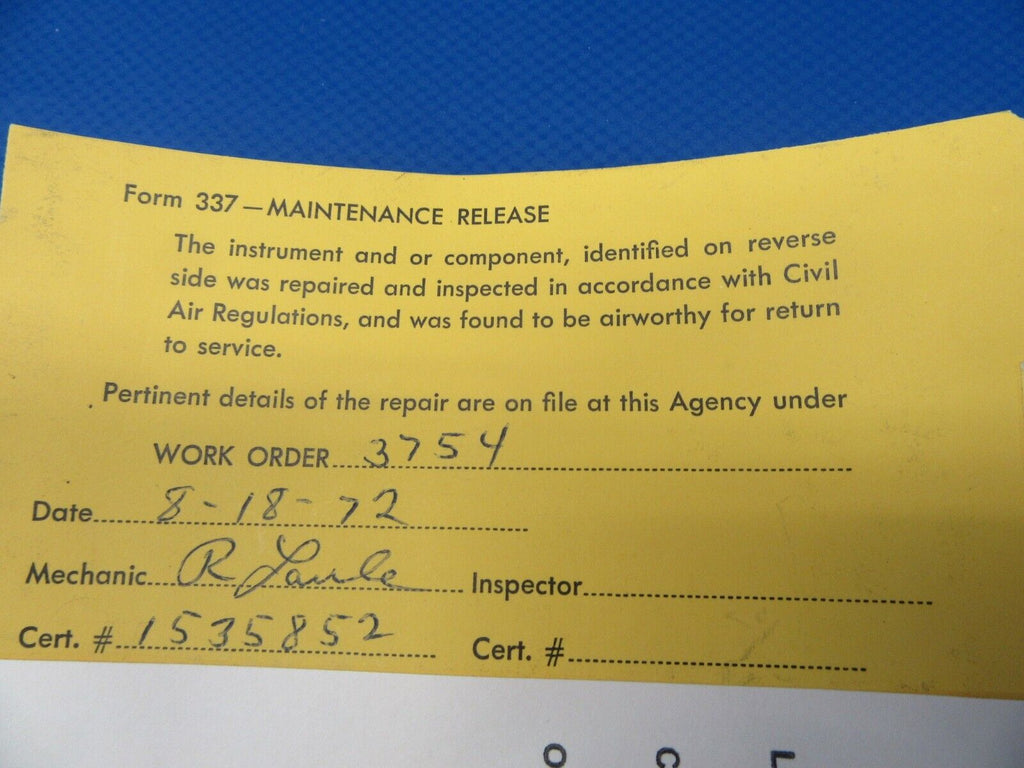 Form 337—MAINTENANCE RELEASE
The instrument and or component, identified on reverse
side was repaired and inspected in accordance with Civil
Air Regulations, and was found to be airworthy for return
to service.
Pertinent details of the repair are on file at this Agency under
WORK ORDER 3754
Date 8-18-72
Mechanic R Inspector
Cert. # 1535852 Cert. #
O C L